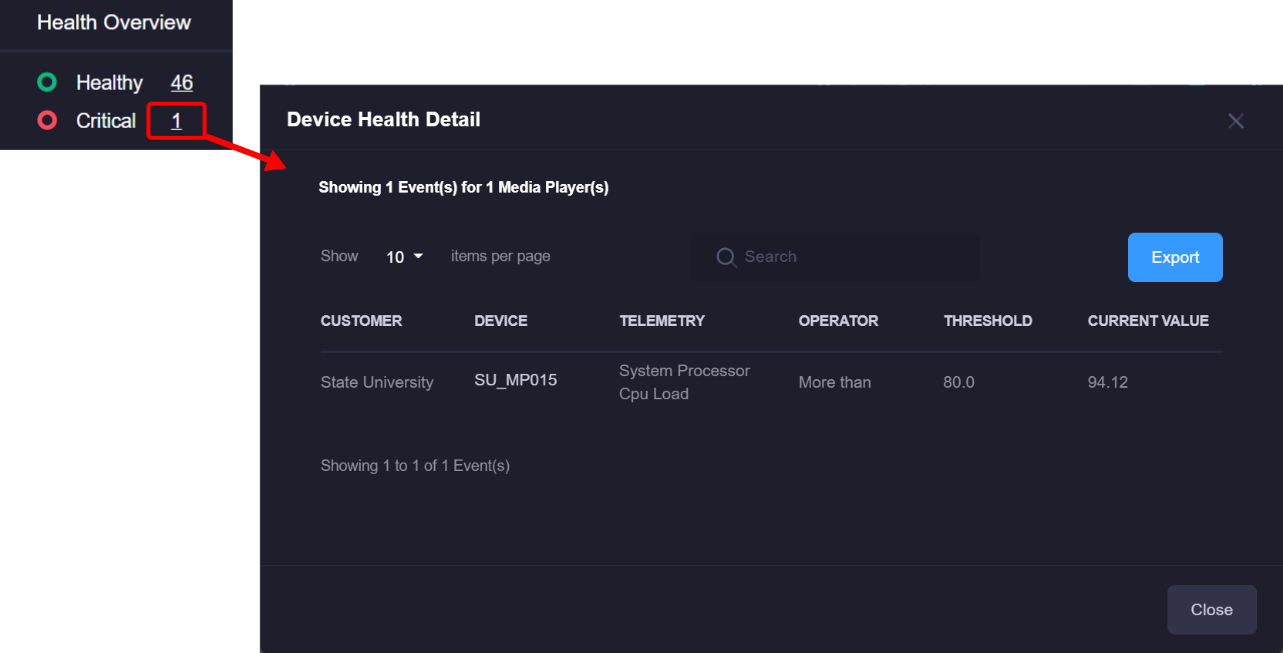 Health Overview
Healthy 46
Critical 1
Device Health Detail
Showing 1 Event(s) for 1 Media Player(s)
Show 10 items per page Search Export
CUSTOMER DEVICE TELEMETRY OPERATOR THRESHOLD CURRENT VALUE
State University SU_MP015 System Processor More than 80.0 94.12
Cpu Load
Showing 1 to 1 of 1 Event(s)
Close